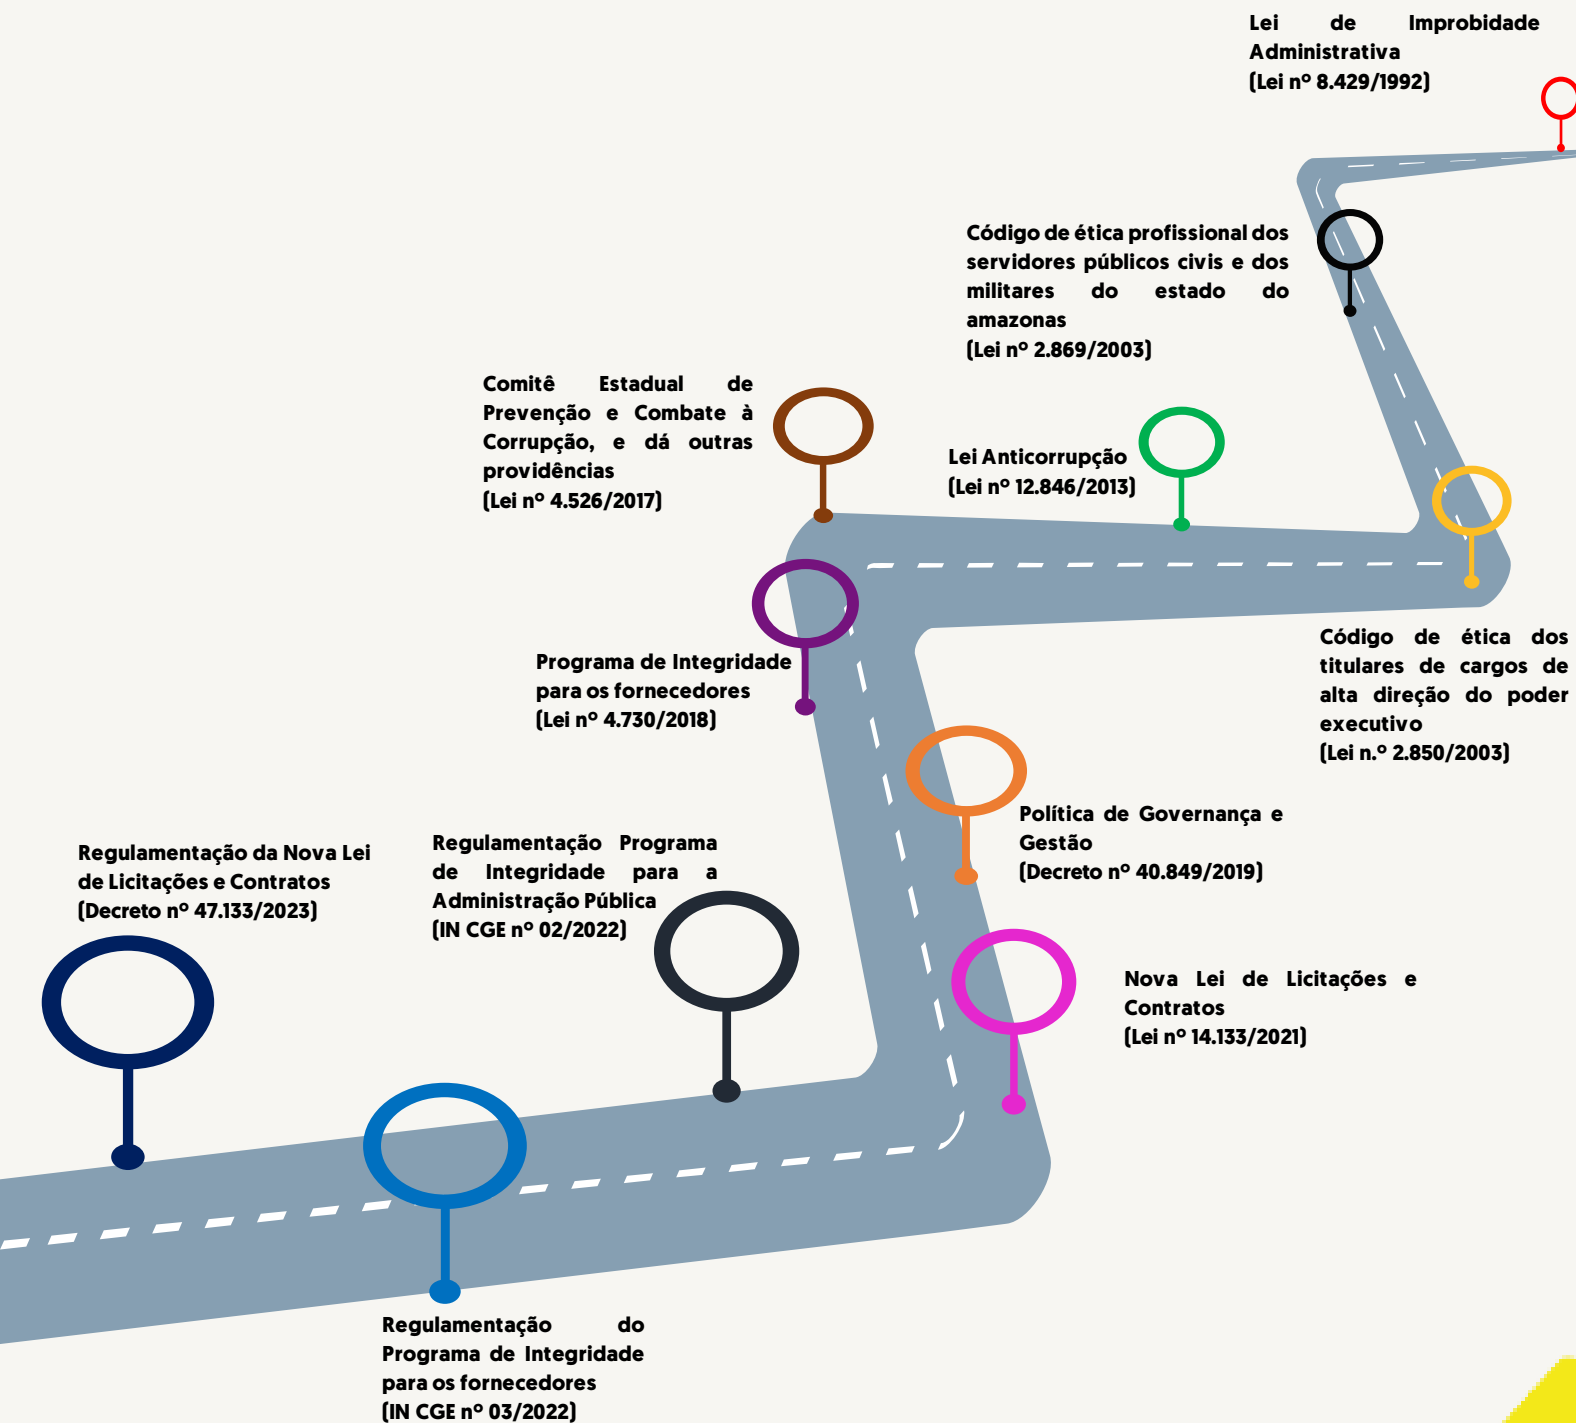 Lei de Improbidade
Administrativa
(Lei nº 8.429/1992)
Código de ética profissional dos
servidores públicos civis e dos
militares do estado do
amazonas
(Lei nº 2.869/2003)
Comitê Estadual de
Prevenção e Combate à
Corrupção, e dá outras
providências
(Lei nº 4.526/2017)
Lei Anticorrupção
(Lei nº 12.846/2013)
Código de ética dos
titulares de cargos de
alta direção do poder
executivo
(Lei n.º 2.850/2003)
Programa de Integridade
para os fornecedores
(Lei nº 4.730/2018)
Política de Governança e
Gestão
(Decreto nº 40.849/2019)
Regulamentação da Nova Lei
de Licitações e Contratos
(Decreto nº 47.133/2023)
Regulamentação Programa
de Integridade para a
Administração Pública
(IN CGE nº 02/2022)
Nova Lei de Licitações e
Contratos
(Lei nº 14.133/2021)
Regulamentação do
Programa de Integridade
para os fornecedores
(IN CGE nº 03/2022)